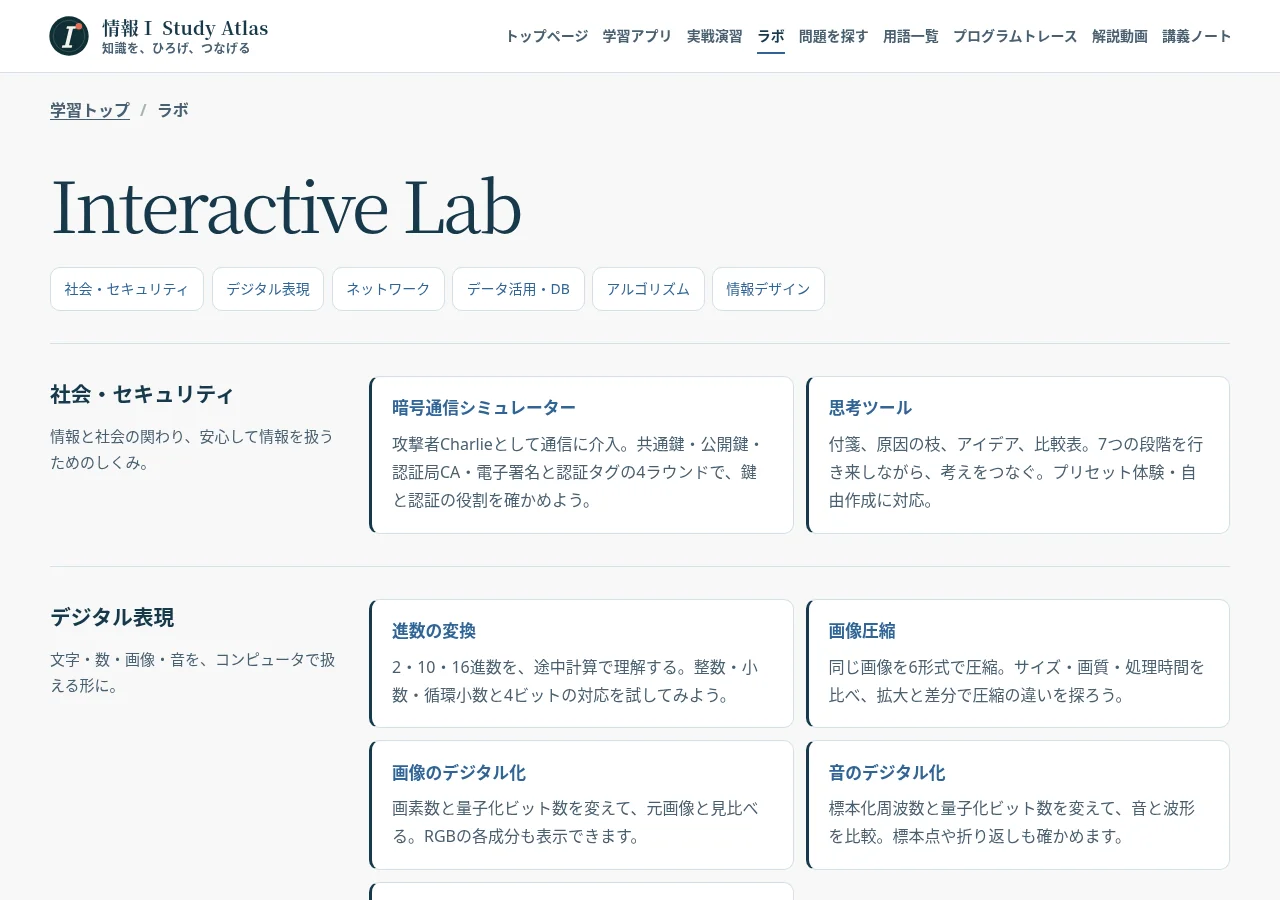 情報Ⅰ Study Atlas
知識を、ひろげ、つなげる
トップページ 学習アプリ 実戦演習 ラボ 問題を探す 用語一覧 プログラムトレース 解説動画 講義ノート
学習トップ / ラボ
Interactive Lab
社会・セキュリティ デジタル表現 ネットワーク データ活用・DB アルゴリズム 情報デザイン
社会・セキュリティ
情報と社会の関わり、安心して情報を扱う
ためのしくみ。
暗号通信シミュレーター
攻撃者Charlieとして通信に介入。共通鍵・公開鍵・
認証局CA・電子署名と認証タグの4ラウンドで、鍵
と認証の役割を確かめよう。
思考ツール
付箋、原因の枝、アイデア、比較表。7つの段階を行
き来しながら、考えをつなぐ。プリセット体験・自
由作成に対応。
デジタル表現
文字・数・画像・音を、コンピュータで扱
える形に。
進数の変換
2・10・16進数を、途中計算で理解する。整数・小
数・循環小数と4ビットの対応を試してみよう。
画像圧縮
同じ画像を6形式で圧縮。サイズ・画質・処理時間を
比べ、拡大と差分で圧縮の違いを探ろう。
画像のデジタル化
画素数と量子化ビット数を変えて、元画像と見比べ
る。RGBの各成分も表示できます。
音のデジタル化
標本化周波数と量子化ビット数を変えて、音と波形
を比較。標本点や折り返しも確かめます。